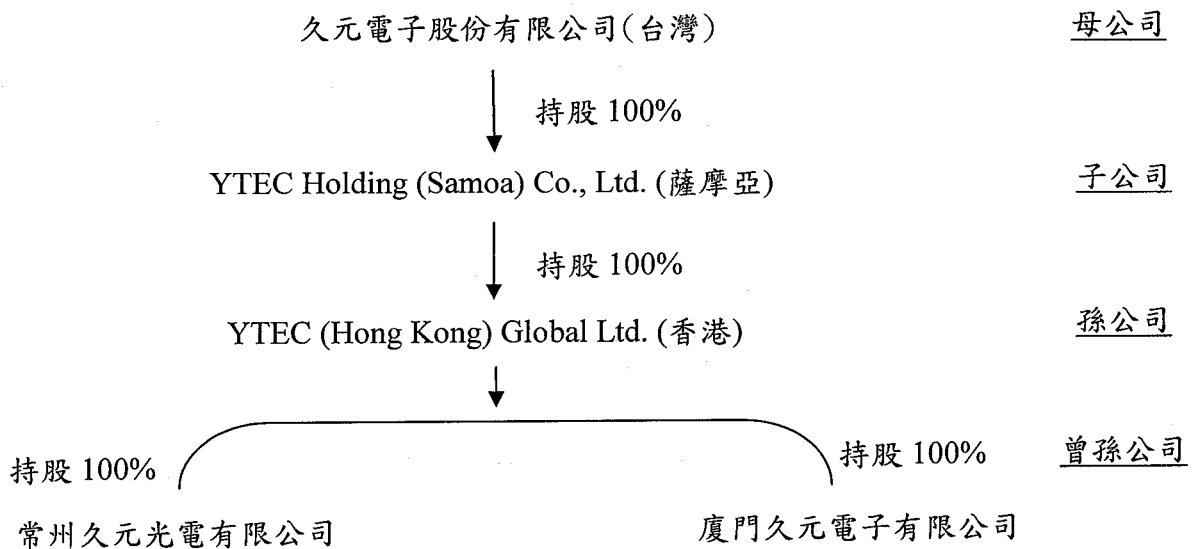 久元電子股份有限公司(台灣)
母公司
持股 100%
YTEC Holding (Samoa) Co., Ltd. (薩摩亞)
子公司
持股 100%
YTEC (Hong Kong) Global Ltd. (香港)
孫公司
持股 100%
持股 100%
曾孫公司
常州久元光電有限公司
廈門久元電子有限公司